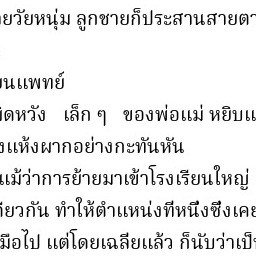 ยวัยหนุ่ม ลูกชายก็ประสานสายตา
ยนแพทย์
ผิดหวัง เล็ก ๆ ของพ่อแม่ หยิบแ
งแห้งผากอย่างกะทันหัน
แม้ว่าการย้ายมาเข้าโรงเรียนใหญ่
ดียวกัน ทำให้ตำแหน่งที่หนึ่งซึ่งเคย
มือไป แต่โดยเฉลี่ยแล้ว ก็นับว่าเป็